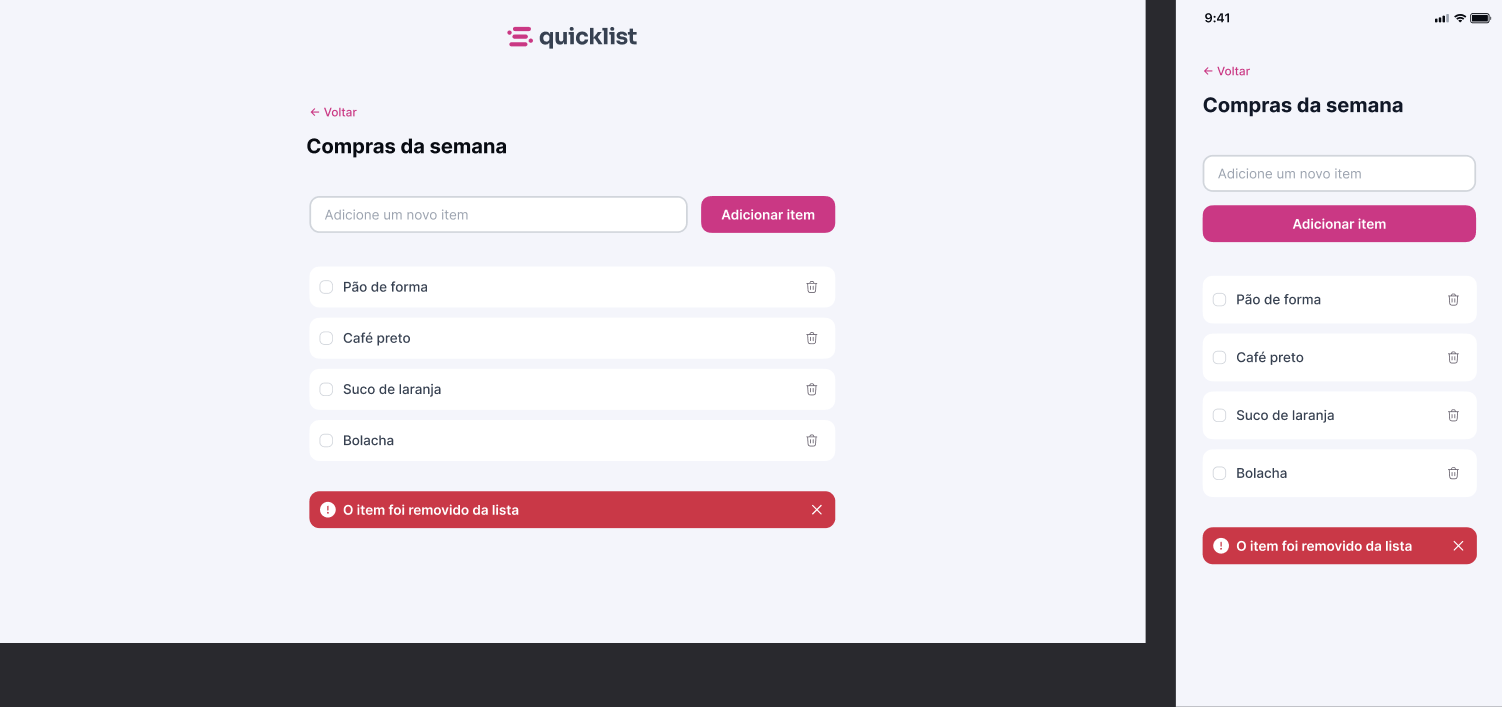 quicklist
← Voltar
Compras da semana
Adicione um novo item
Adicionar item
Pão de forma
Café preto
Suco de laranja
Bolacha
! O item foi removido da lista
9:41
← Voltar
Compras da semana
Adicione um novo item
Adicionar item
Pão de forma
Café preto
Suco de laranja
Bolacha
! O item foi removido da lista